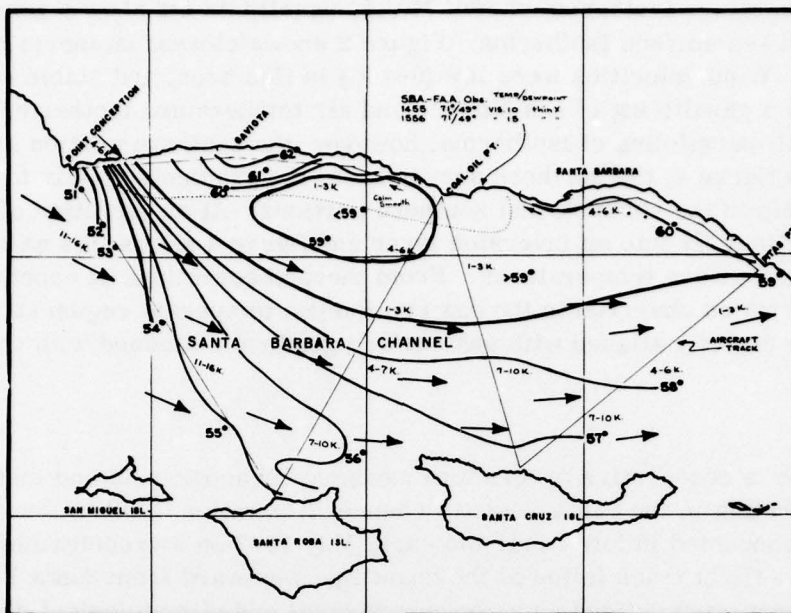 POINT CONCEPTION
GAVIOTA
SBA.-FAA. Obs. TEMP/DEWPOINT
1455 71°/49° VIS. 10 thin X
1556 71°/49° " 15
COAL OIL PT.
SANTA BARBARA
51°
52°
53°
54°
55°
56°
57°
58°
59°
60°
61°
62°
60°
59°
<59°
>59°
Calm
Smooth
1-3K
4-6K
4-6K.
1-3K.
1-3K.
1-3K.
11-16K.
11-16K.
4-7K.
7-10K.
7-10K.
7-10K.
4-6K.
SANTA BARBARA CHANNEL
AIRCRAFT
TRACK
SAN MIGUEL ISL.
SANTA ROSA ISL.
SANTA CRUZ ISL.